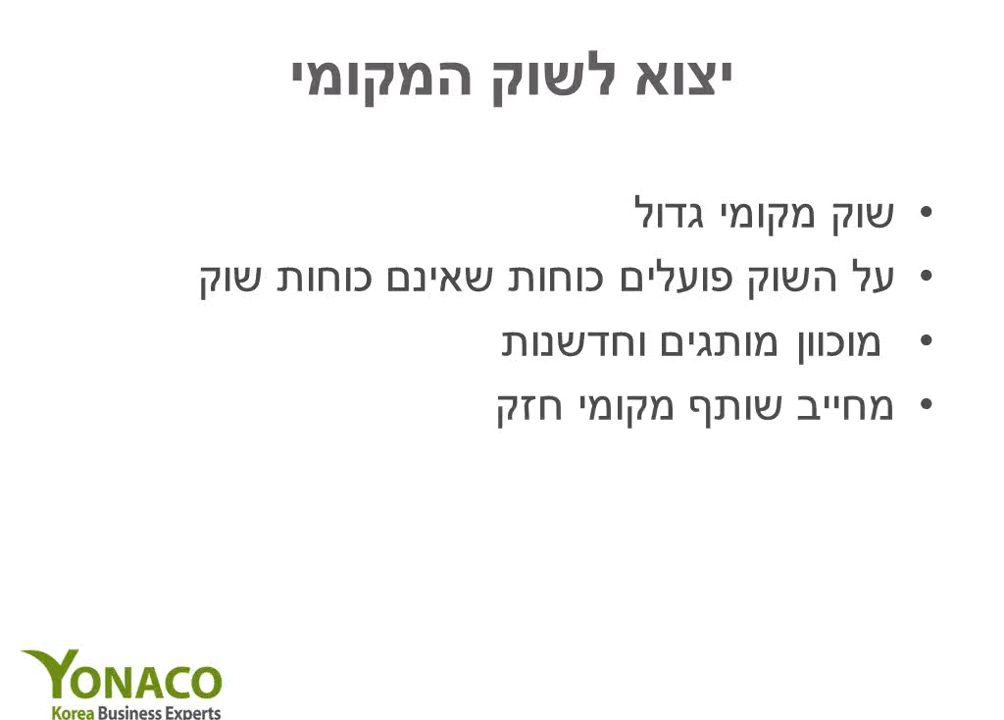 יצוא לשוק המקומי
• שוק מקומי גדול
• על השוק פועלים כוחות שאינם כוחות שוק
• מוכוון מותגים וחדשנות
• מחייב שותף מקומי חזק
YONACO
Korea Business Experts